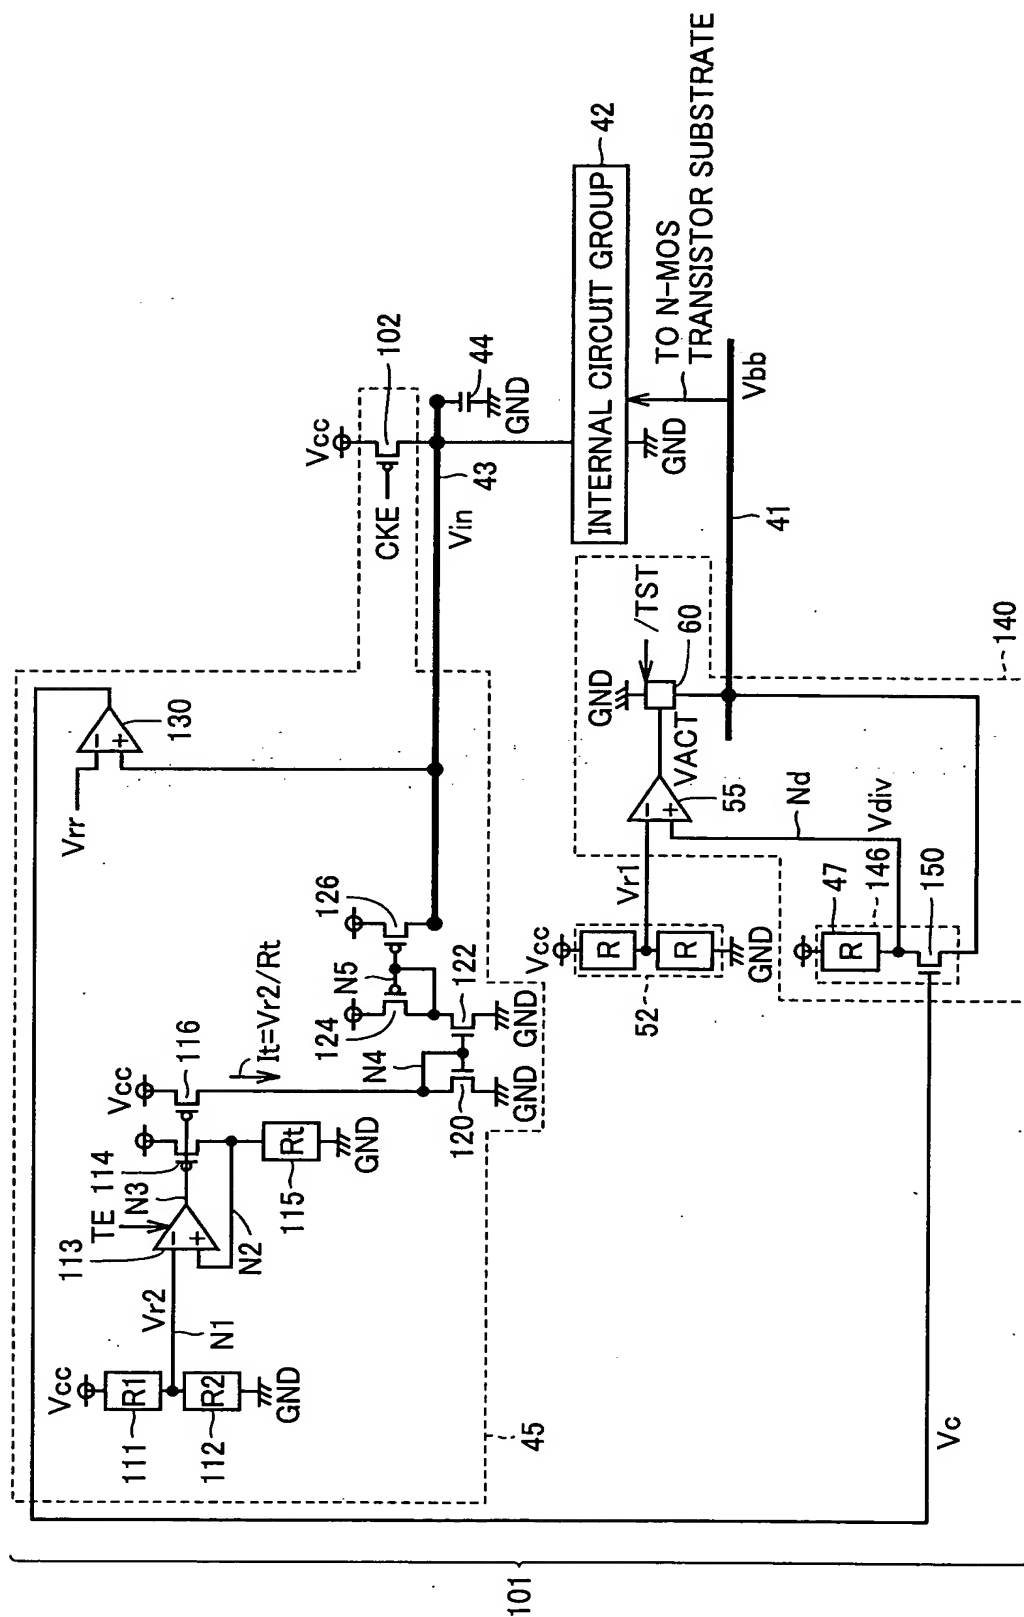 101
Vcc
R1
111
R2
112
GND
Vr2
N1
113
TE
N3
114
Vcc
116
N2
Rt
115
GND
It=Vr2/Rt
N4
120
GND
122
GND
124
N5
126
45
Vrr
130
Vcc
102
CKE
Vin
43
44
GND
INTERNAL CIRCUIT GROUP
42
GND
TO N-MOS
TRANSISTOR SUBSTRATE
Vbb
41
Vcc
R
R
GND
52
Vr1
55
VACT
GND
/TST
60
Nd
Vdiv
R
47
146
150
140
Vc